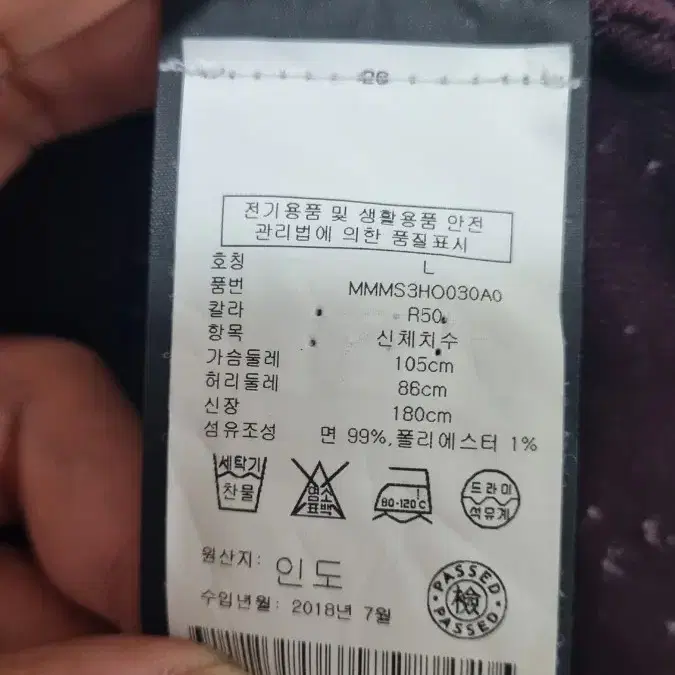 26
전기용품 및 생활용품 안전
관리법에 의한 품질표시
호칭 L
품번 MMMS3HO030A0
칼라 R50
항목 신체치수
가슴둘레 105cm
허리둘레 86cm
신장 180cm
섬유조성 면 99%,폴리에스터 1%
세탁기
찬물
염소
표백
80-120℃
드라이
석유계
원산지: 인도
수입년월: 2018년 7월
PASSED
檢
PASSED